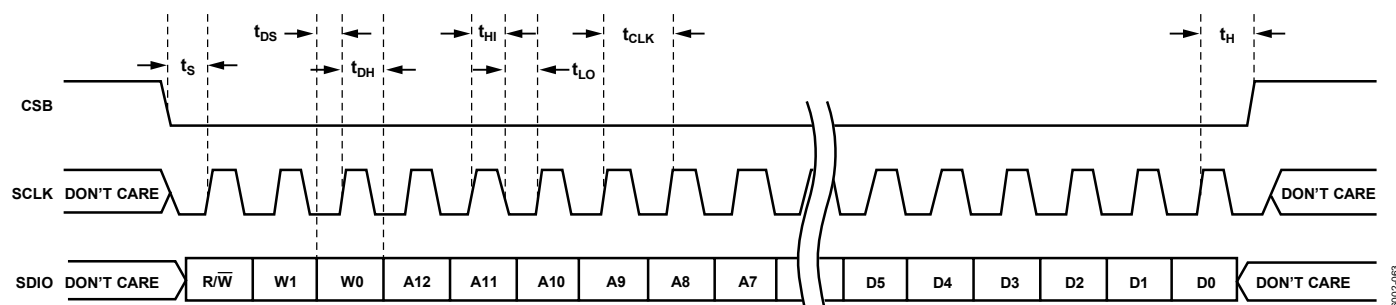 tDS tHI tCLK tH
tS tDH tLO
CSB
SCLK DON'T CARE DON'T CARE
SDIO DON'T CARE R/W̅ W1 W0 A12 A11 A10 A9 A8 A7 D5 D4 D3 D2 D1 D0 DON'T CARE